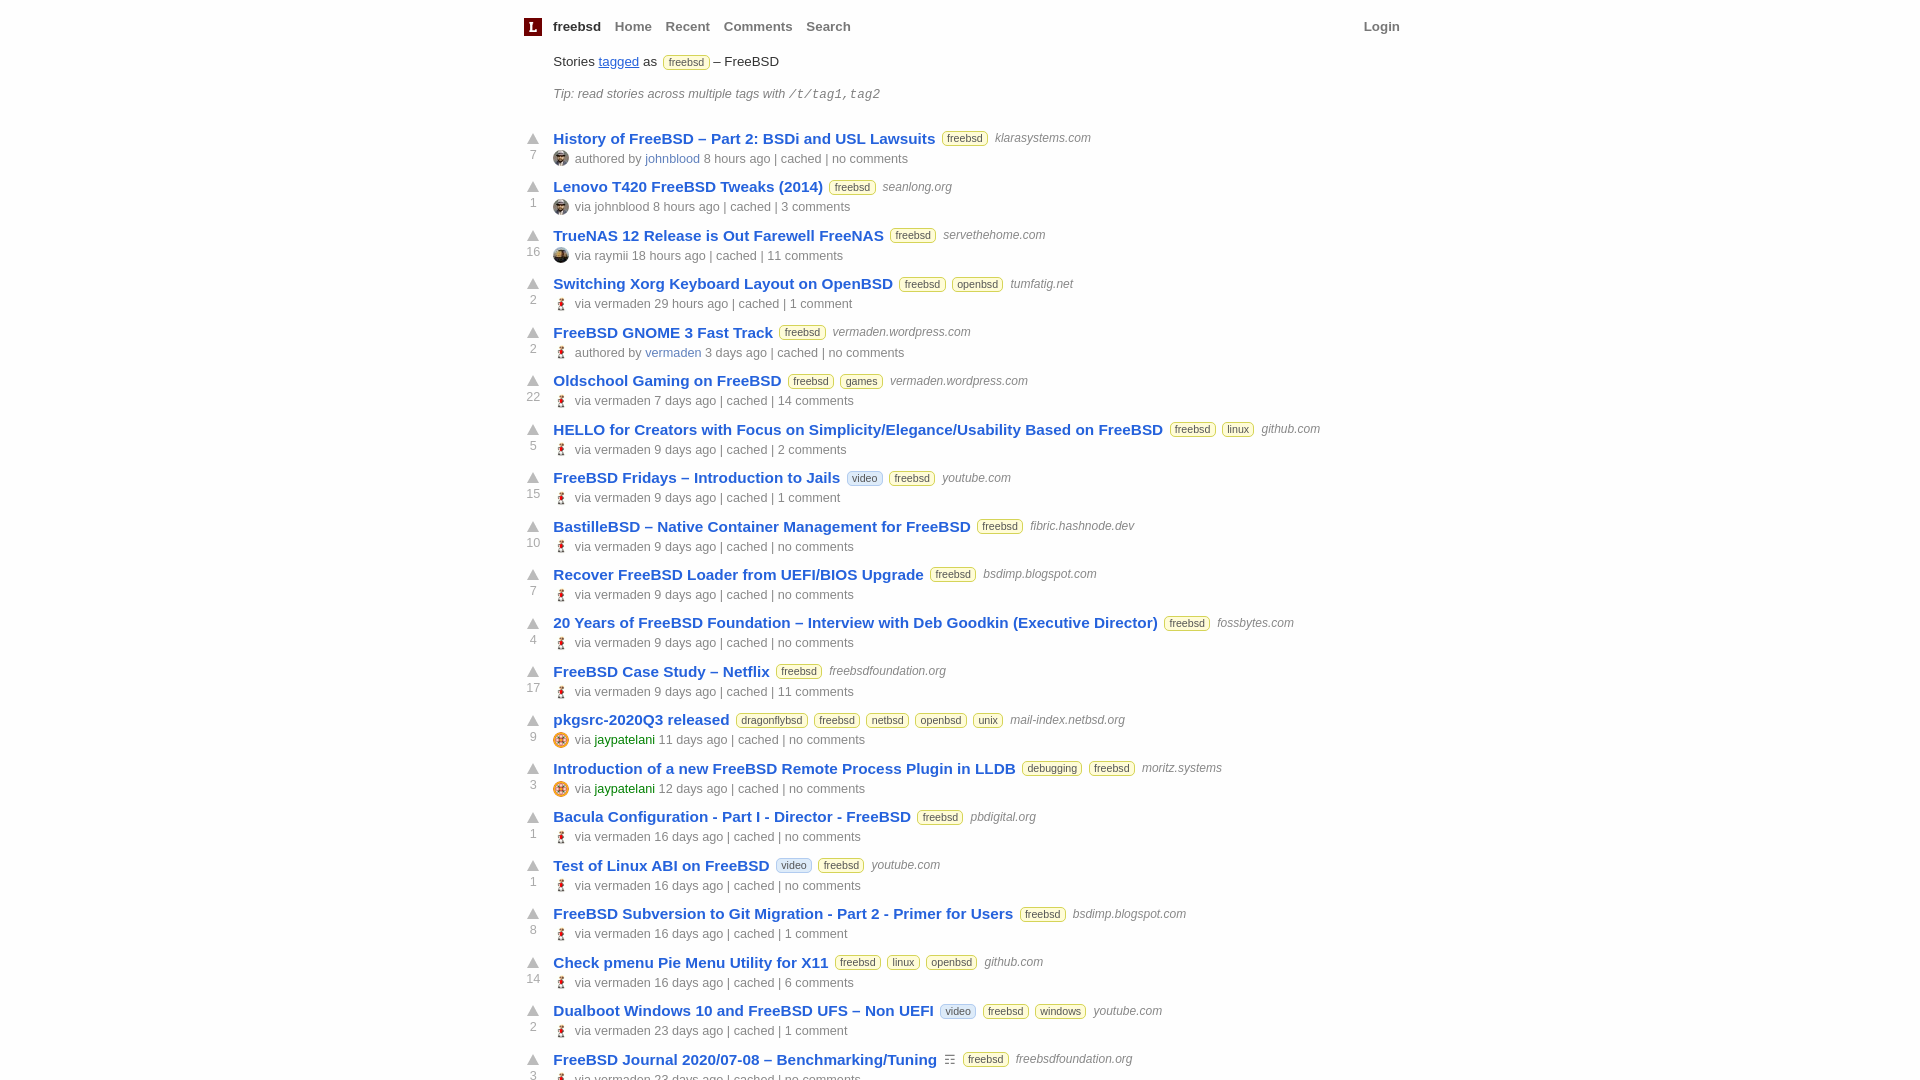 L freebsd Home Recent Comments Search Login
Stories tagged as freebsd – FreeBSD
Tip: read stories across multiple tags with /t/tag1,tag2
History of FreeBSD – Part 2: BSDi and USL Lawsuits freebsd klarasystems.com
7 authored by johnblood 8 hours ago | cached | no comments
Lenovo T420 FreeBSD Tweaks (2014) freebsd seanlong.org
1 via johnblood 8 hours ago | cached | 3 comments
TrueNAS 12 Release is Out Farewell FreeNAS freebsd servethehome.com
16 via raymii 18 hours ago | cached | 11 comments
Switching Xorg Keyboard Layout on OpenBSD freebsd openbsd tumfatig.net
2 via vermaden 29 hours ago | cached | 1 comment
FreeBSD GNOME 3 Fast Track freebsd vermaden.wordpress.com
2 authored by vermaden 3 days ago | cached | no comments
Oldschool Gaming on FreeBSD freebsd games vermaden.wordpress.com
22 via vermaden 7 days ago | cached | 14 comments
HELLO for Creators with Focus on Simplicity/Elegance/Usability Based on FreeBSD freebsd linux github.com
5 via vermaden 9 days ago | cached | 2 comments
FreeBSD Fridays – Introduction to Jails video freebsd youtube.com
15 via vermaden 9 days ago | cached | 1 comment
BastilleBSD – Native Container Management for FreeBSD freebsd fibric.hashnode.dev
10 via vermaden 9 days ago | cached | no comments
Recover FreeBSD Loader from UEFI/BIOS Upgrade freebsd bsdimp.blogspot.com
7 via vermaden 9 days ago | cached | no comments
20 Years of FreeBSD Foundation – Interview with Deb Goodkin (Executive Director) freebsd fossbytes.com
4 via vermaden 9 days ago | cached | no comments
FreeBSD Case Study – Netflix freebsd freebsdfoundation.org
17 via vermaden 9 days ago | cached | 11 comments
pkgsrc-2020Q3 released dragonflybsd freebsd netbsd openbsd unix mail-index.netbsd.org
9 via jaypatelani 11 days ago | cached | no comments
Introduction of a new FreeBSD Remote Process Plugin in LLDB debugging freebsd moritz.systems
3 via jaypatelani 12 days ago | cached | no comments
Bacula Configuration - Part I - Director - FreeBSD freebsd pbdigital.org
1 via vermaden 16 days ago | cached | no comments
Test of Linux ABI on FreeBSD video freebsd youtube.com
1 via vermaden 16 days ago | cached | no comments
FreeBSD Subversion to Git Migration - Part 2 - Primer for Users freebsd bsdimp.blogspot.com
8 via vermaden 16 days ago | cached | 1 comment
Check pmenu Pie Menu Utility for X11 freebsd linux openbsd github.com
14 via vermaden 16 days ago | cached | 6 comments
Dualboot Windows 10 and FreeBSD UFS – Non UEFI video freebsd windows youtube.com
2 via vermaden 23 days ago | cached | 1 comment
FreeBSD Journal 2020/07-08 – Benchmarking/Tuning ☶ freebsd freebsdfoundation.org
3 via vermaden 23 days ago | cached | no comments